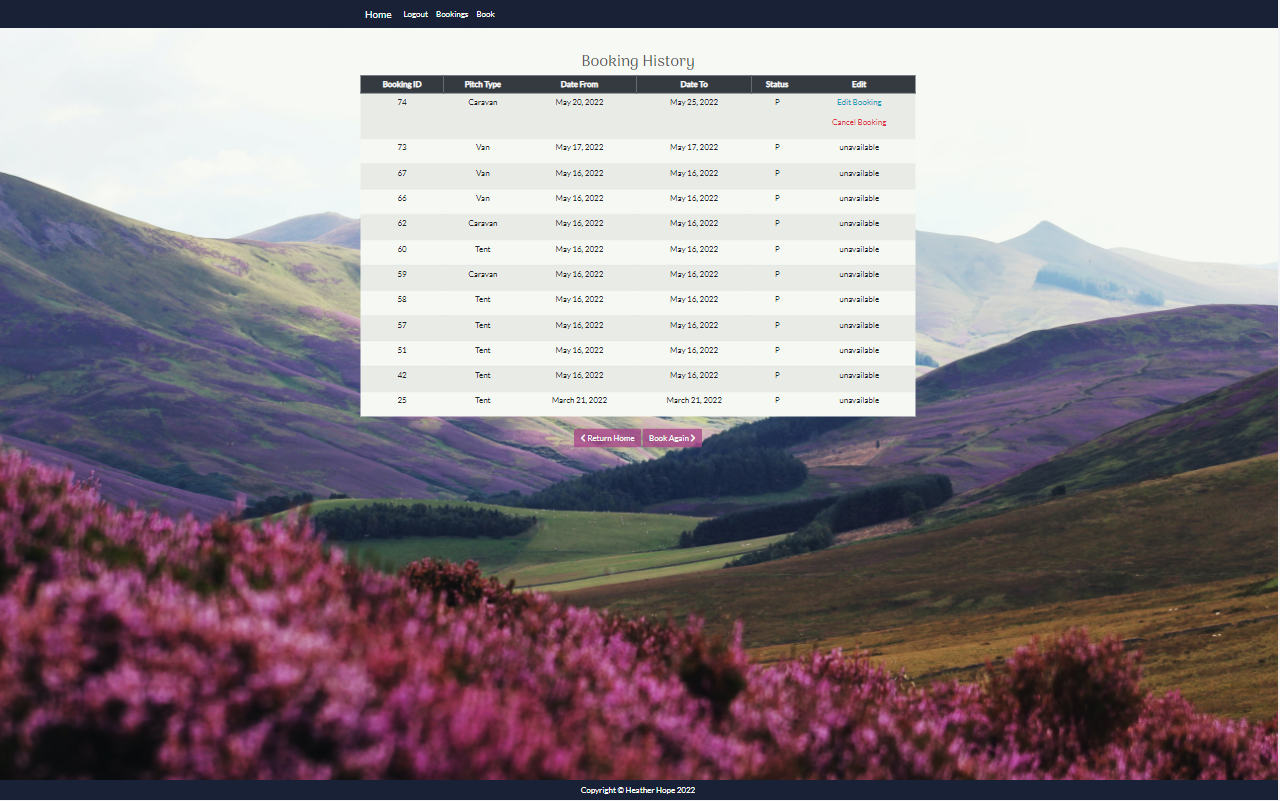 Home Logout Bookings Book
Booking History
Booking ID Pitch Type Date From Date To Status Edit
74 Caravan May 20, 2022 May 25, 2022 P Edit Booking
Cancel Booking
73 Van May 17, 2022 May 17, 2022 P unavailable
67 Van May 16, 2022 May 16, 2022 P unavailable
66 Van May 16, 2022 May 16, 2022 P unavailable
62 Caravan May 16, 2022 May 16, 2022 P unavailable
60 Tent May 16, 2022 May 16, 2022 P unavailable
59 Caravan May 16, 2022 May 16, 2022 P unavailable
58 Tent May 16, 2022 May 16, 2022 P unavailable
57 Tent May 16, 2022 May 16, 2022 P unavailable
51 Tent May 16, 2022 May 16, 2022 P unavailable
42 Tent May 16, 2022 May 16, 2022 P unavailable
25 Tent March 21, 2022 March 21, 2022 P unavailable
Return Home Book Again
Copyright © Heather Hope 2022